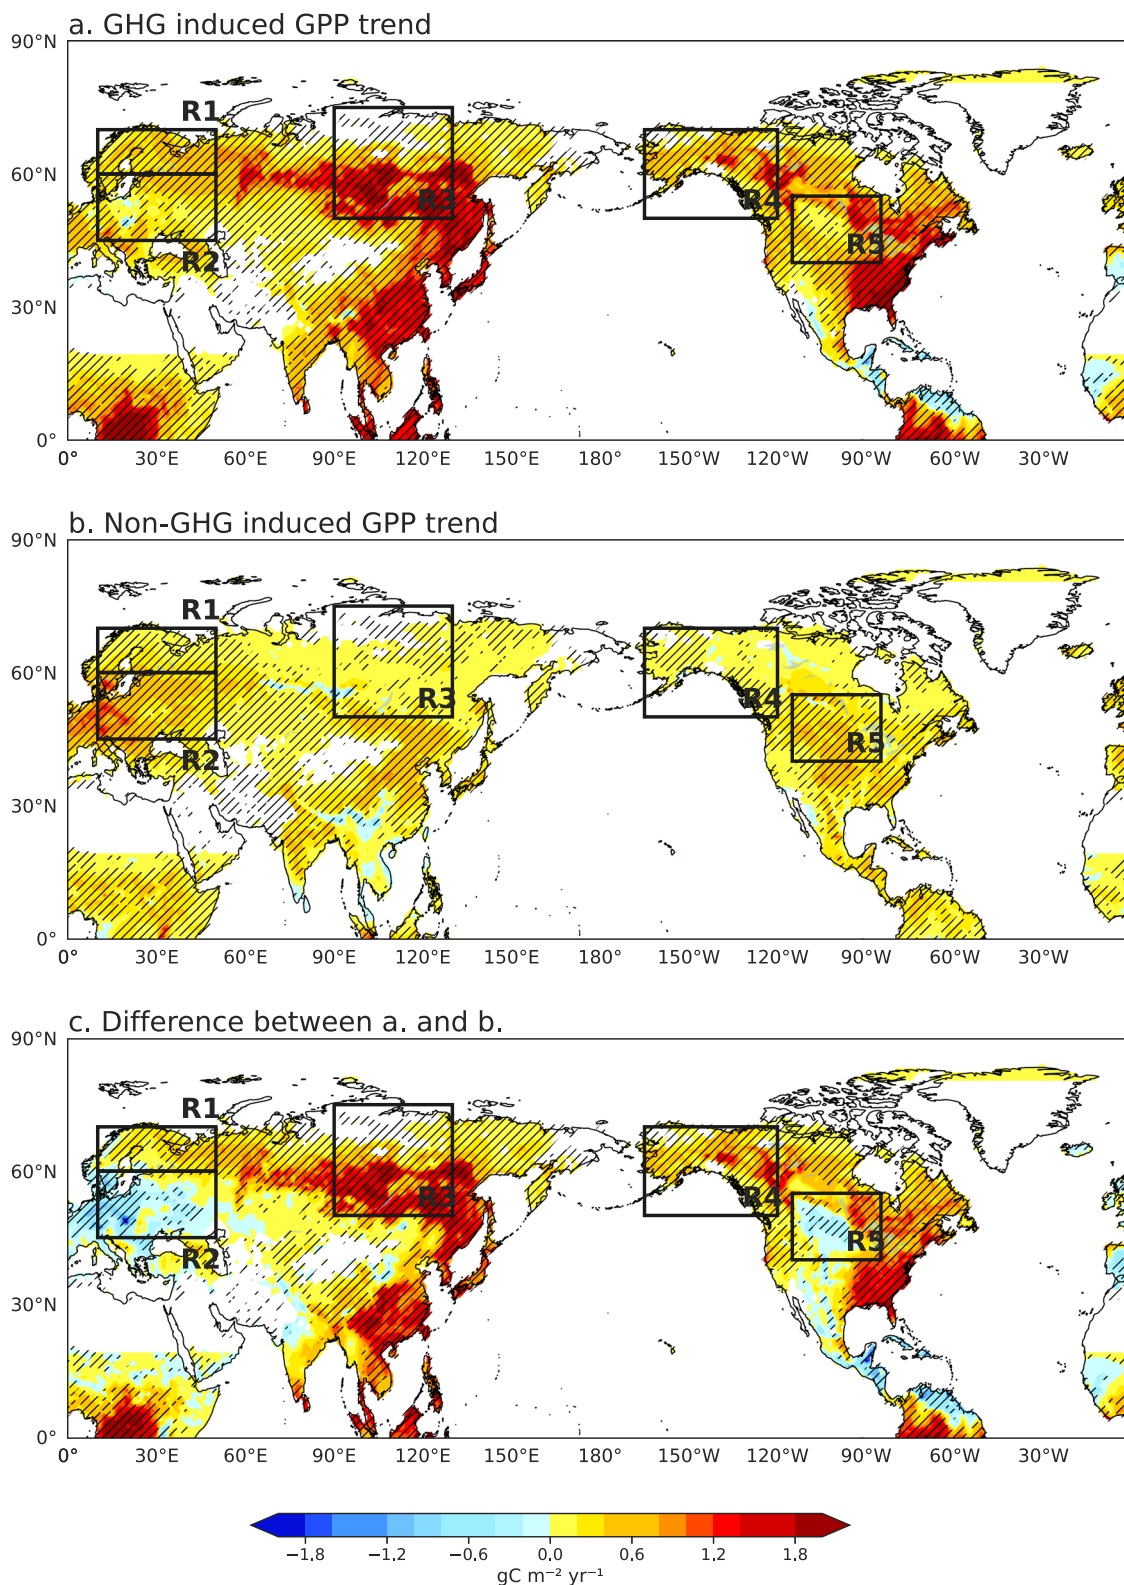 a. GHG induced GPP trend
90°N
R1
60°N
R3
R4
R5
R2
30°N
0°
0° 30°E 60°E 90°E 120°E 150°E 180° 150°W 120°W 90°W 60°W 30°W
b. Non-GHG induced GPP trend
90°N
R1
60°N
R3
R4
R5
R2
30°N
0°
0° 30°E 60°E 90°E 120°E 150°E 180° 150°W 120°W 90°W 60°W 30°W
c. Difference between a. and b.
90°N
R1
60°N
R3
R4
R5
R2
30°N
0°
0° 30°E 60°E 90°E 120°E 150°E 180° 150°W 120°W 90°W 60°W 30°W
−1.8 −1.2 −0.6 0.0 0.6 1.2 1.8
gC m⁻² yr⁻¹